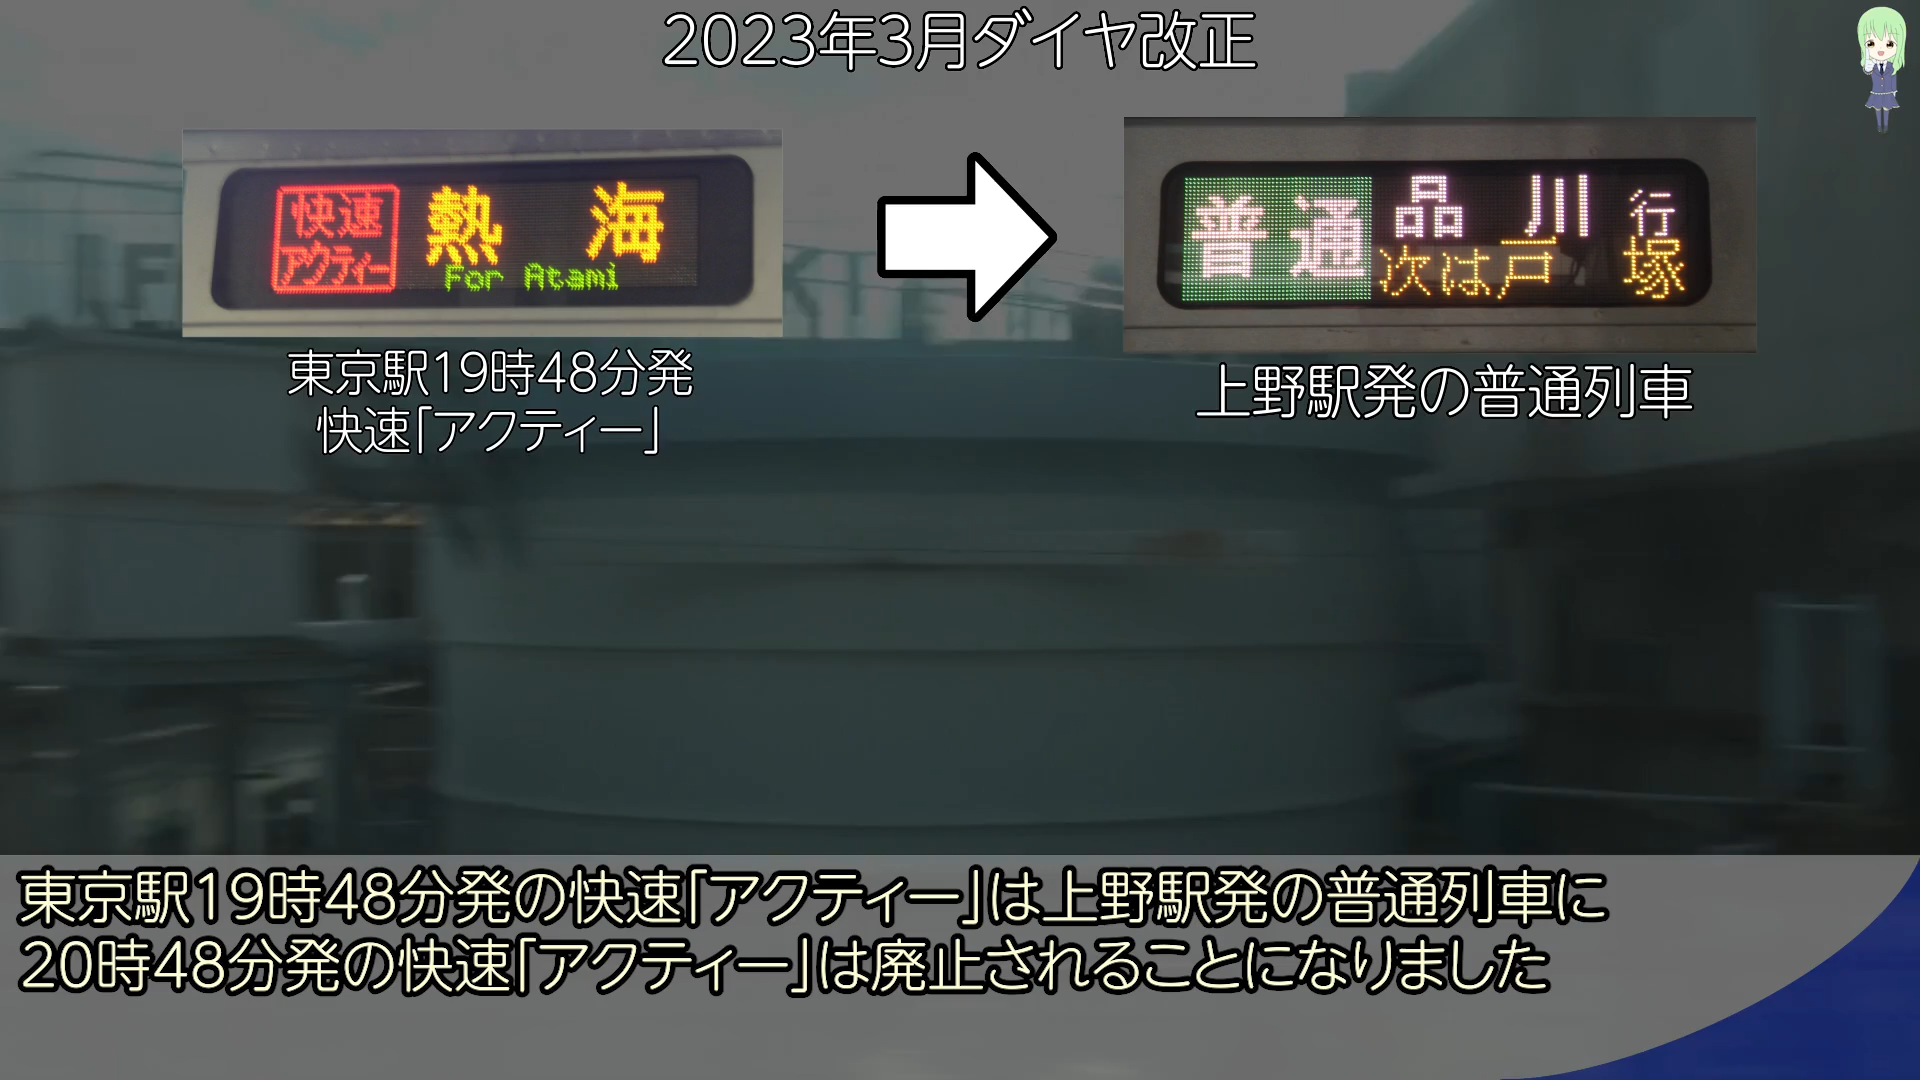 2023年3月ダイヤ改正
快速
アクティー
熱海
For Atami
普通
品川行
次は戸塚
東京駅19時48分発
快速「アクティー」
上野駅発の普通列車
東京駅19時48分発の快速「アクティー」は上野駅発の普通列車に
20時48分発の快速「アクティー」は廃止されることになりました